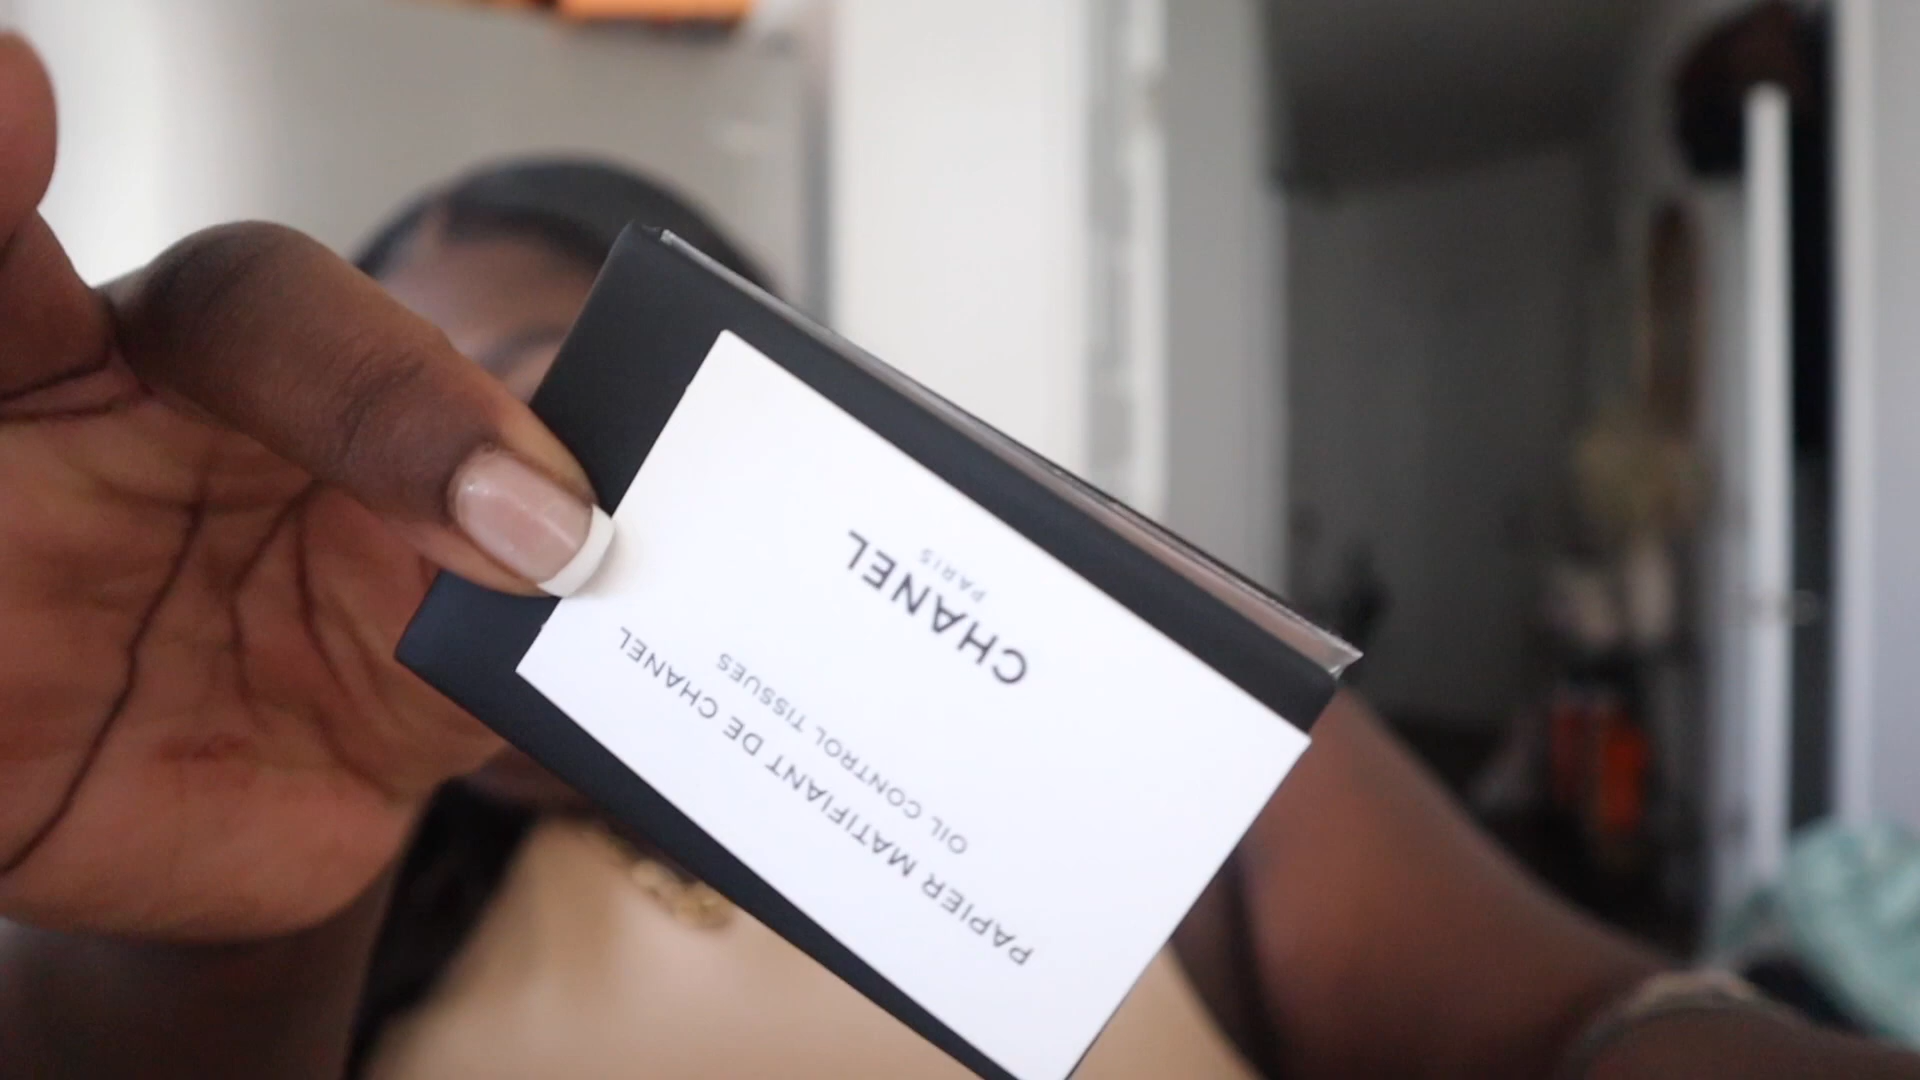 PAPIER MATIFIANT DE CHANEL
OIL CONTROL TISSUES
CHANEL
PARIS